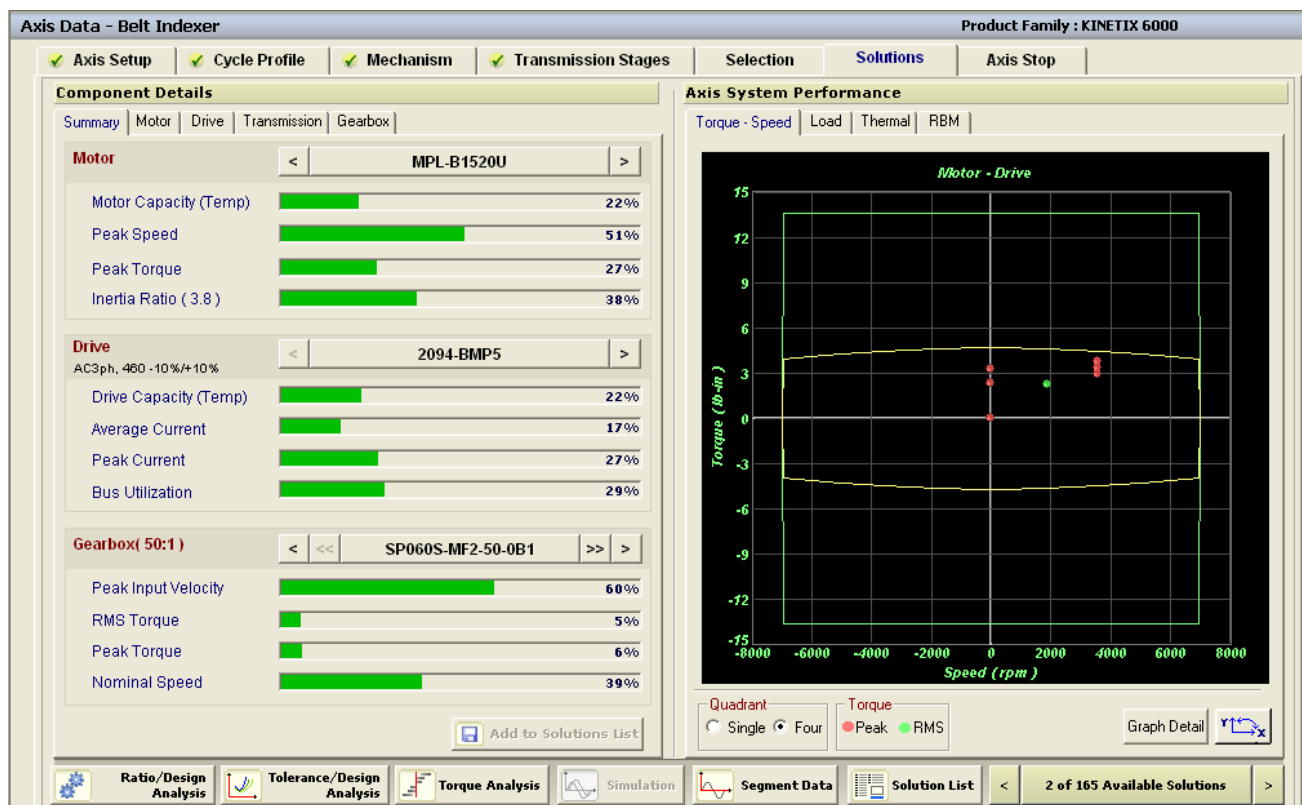 Axis Data - Belt Indexer Product Family : KINETIX 6000
Axis Setup Cycle Profile Mechanism Transmission Stages Selection Solutions Axis Stop
Component Details
Summary Motor Drive Transmission Gearbox
Motor < MPL-B1520U >
Motor Capacity (Temp) 22%
Peak Speed 51%
Peak Torque 27%
Inertia Ratio ( 3.8 ) 38%
Drive < 2094-BMP5 >
AC3ph, 460 -10%/+10%
Drive Capacity (Temp) 22%
Average Current 17%
Peak Current 27%
Bus Utilization 29%
Gearbox( 50:1 ) < << SP060S-MF2-50-0B1 >> >
Peak Input Velocity 60%
RMS Torque 5%
Peak Torque 6%
Nominal Speed 39%
Add to Solutions List
Axis System Performance
Torque - Speed Load Thermal RBM
Motor - Drive
15
12
9
6
3
0
-3
-6
-9
-12
-15
Torque ( lb-in )
-8000 -6000 -4000 -2000 0 2000 4000 6000 8000
Speed ( rpm )
Quadrant Torque
Single Four Peak RMS Graph Detail Y X
Ratio/Design Analysis
Tolerance/Design Analysis
Torque Analysis
Simulation
Segment Data
Solution List
< 2 of 165 Available Solutions >